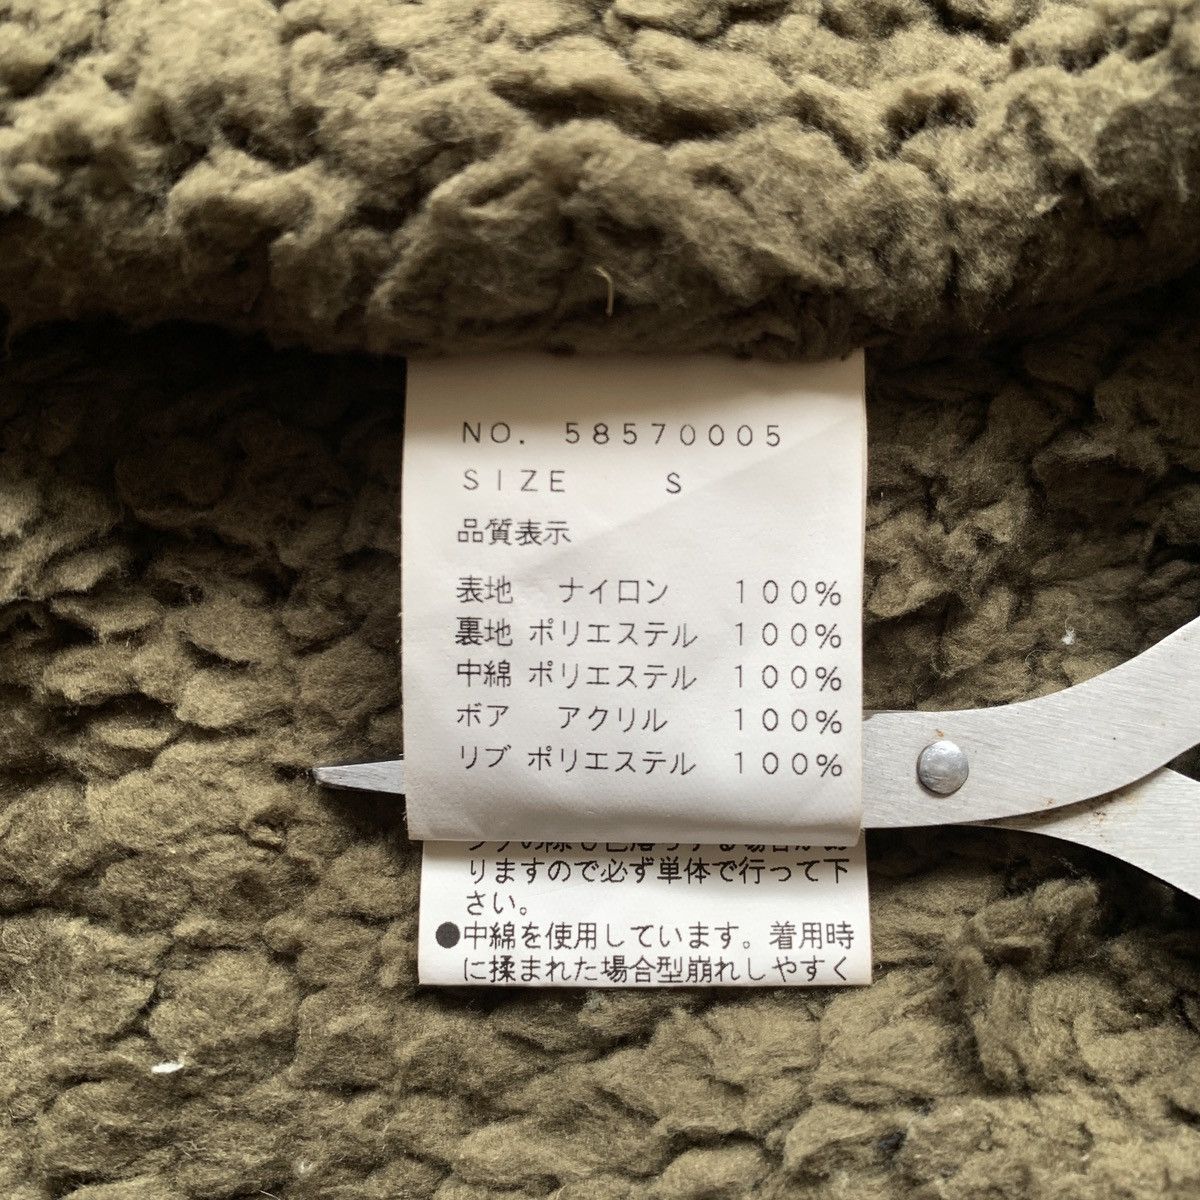 NO. 58570005
SIZE S
品質表示
表地 ナイロン 100%
裏地 ポリエステル 100%
中綿 ポリエステル 100%
ボア アクリル 100%
リブ ポリエステル 100%
りますので必ず単体で行って下
さい。
●中綿を使用しています。着用時
に揉まれた場合型崩れしやすく